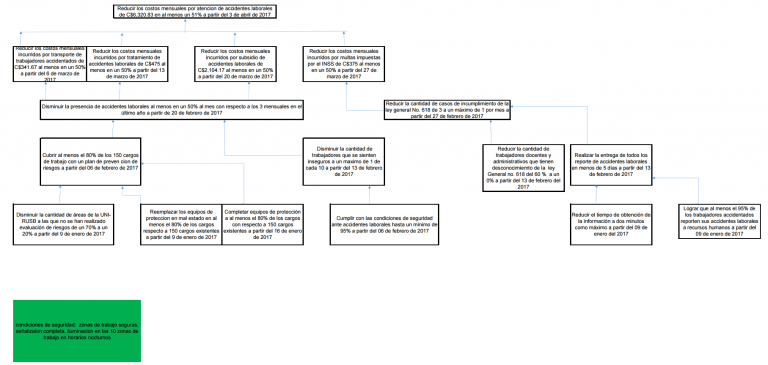 Reducir los costos mensuales por atencion de accidentes laborales
de C$6,320.83 en al menos un 51% a partir del 3 de abril de 2017
Reducir los costos mensuales
incurridos por transporte de
trabajadores accidentados de
C$341.67 al menos en un 50%
a partir del 6 de marzo de
2017
Reducir los costos mensuales
incurridos por tratamiento de
accidentes laborales de C$475 al
menos en un 50% a partir del 13
de marzo de 2017
Reducir los costos mensuales
incurridos por subsidio de
accidentes laborales de
C$2,194.17 al menos en un 50%
a partir del 20 de marzo de 2017
Reducir los costos mensuales
incurridos por multas impuestas
por el INSS de C$375 al menos
en un 50% a partir del 27 de
marzo de 2017
Disminuir la presencia de accidentes laborales al menos en un 50% al mes con respecto a los 3 mensuales en el
último año a partir de 20 de febrero de 2017
Reducir la cantidad de casos de incumplimiento de la
ley general No. 618 de 3 a un máximo de 1 por mes a
partir del 27 de febrero de 2017
Cubrir al menos el 80% de los 150 cargos
de trabajo con un plan de preven cion de
riesgos a partir del 06 de febrero de 2017
Disminuir la cantidad de
trabajadores que se sienten
inseguros a un maximo de 1 de
cada 10 a partir del 13 de febrero
de 2017
Reducir la cantidad de
trabajadores docentes y
administrativos que tienen
desconocimiento de la ley
General no. 618 del 60 % a
un 0% a partir de 13 de febrero
del 2017
Realizar la entrega de todos los
reporte de accidentes laborales
en menos de 5 días a partir del 13
de febrero de 2017
Disminuir la cantidad de áreas de la UNI-
RUSB a las que no se han realizado
evaluación de riesgos de un 70% a un
20% a partir del 9 de enero de 2017
Reemplazar los equipos de
proteccion en mal estado en al
menos el 80% de los cargos
respecto a 150 cargos existentes
a partir del 9 de enero de 2017
Completar equipos de protección
a al menos el 80% de los cargos
con respecto a 150 cargos
existentes a partir del 16 de enero
de 2017
Cumplir con las condiciones de seguridad
ante accidentes laborales hasta un mínimo de
95% a partir del 06 de febrero de 2017
Reducir el tiempo de obtención de
la información a dos minutos
como máximo a partir del 09 de
enero del 2017
Lograr que al menos el 95% de
los trabajadores accidentados
reporten sus accidentes laborales
a recursos humanos a partir del
09 de enero de 2017
condiciones de seguridad: zonas de trabajo seguras,
señalizaion completa, iluminacion en las 10 zonas de
trabajo en horarios nocturnos